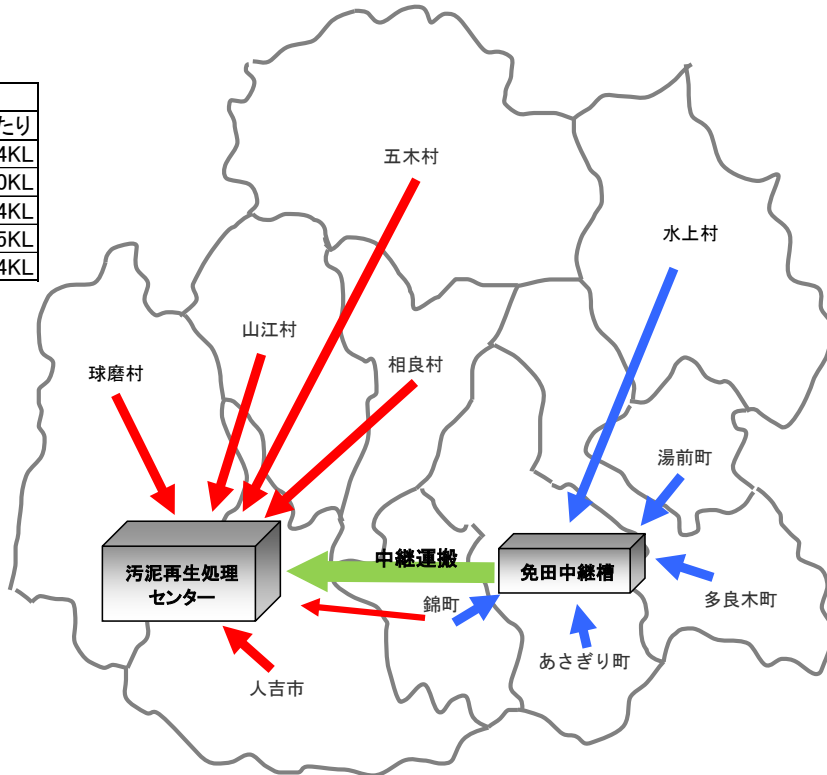 たり
4KL
0KL
4KL
5KL
4KL
五木村
水上村
山江村
相良村
球磨村
湯前町
中継運搬
汚泥再生処理
センター
免田中継槽
錦町
多良木町
あさぎり町
人吉市